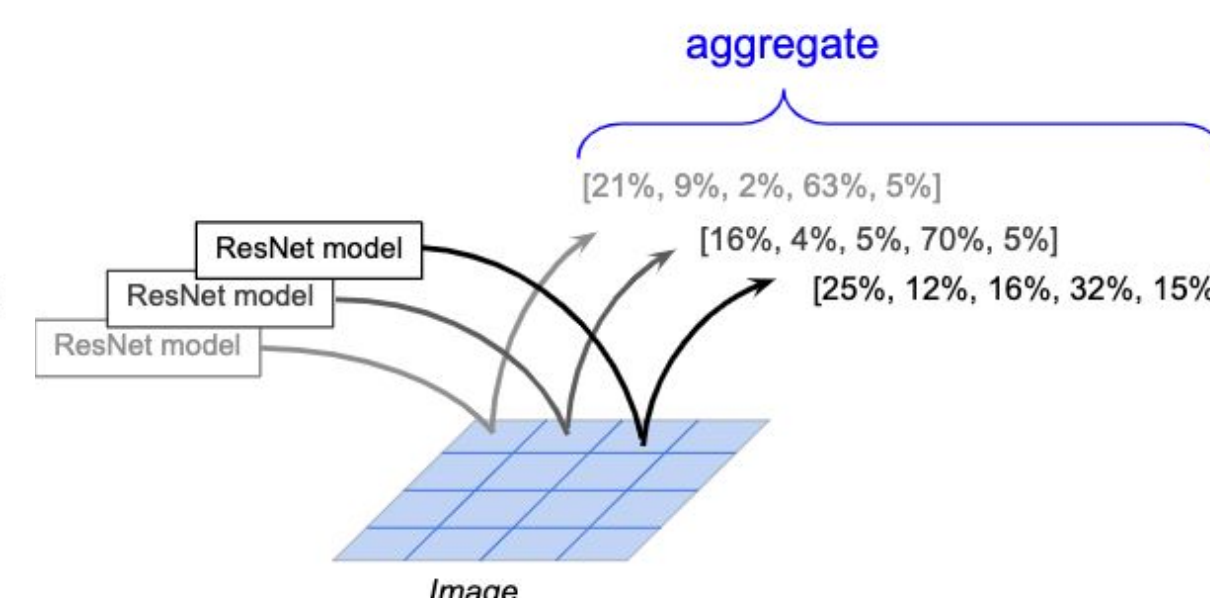 aggregate
[21%, 9%, 2%, 63%, 5%]
[16%, 4%, 5%, 70%, 5%]
[25%, 12%, 16%, 32%, 15%
ResNet model
ResNet model
ResNet model
Image